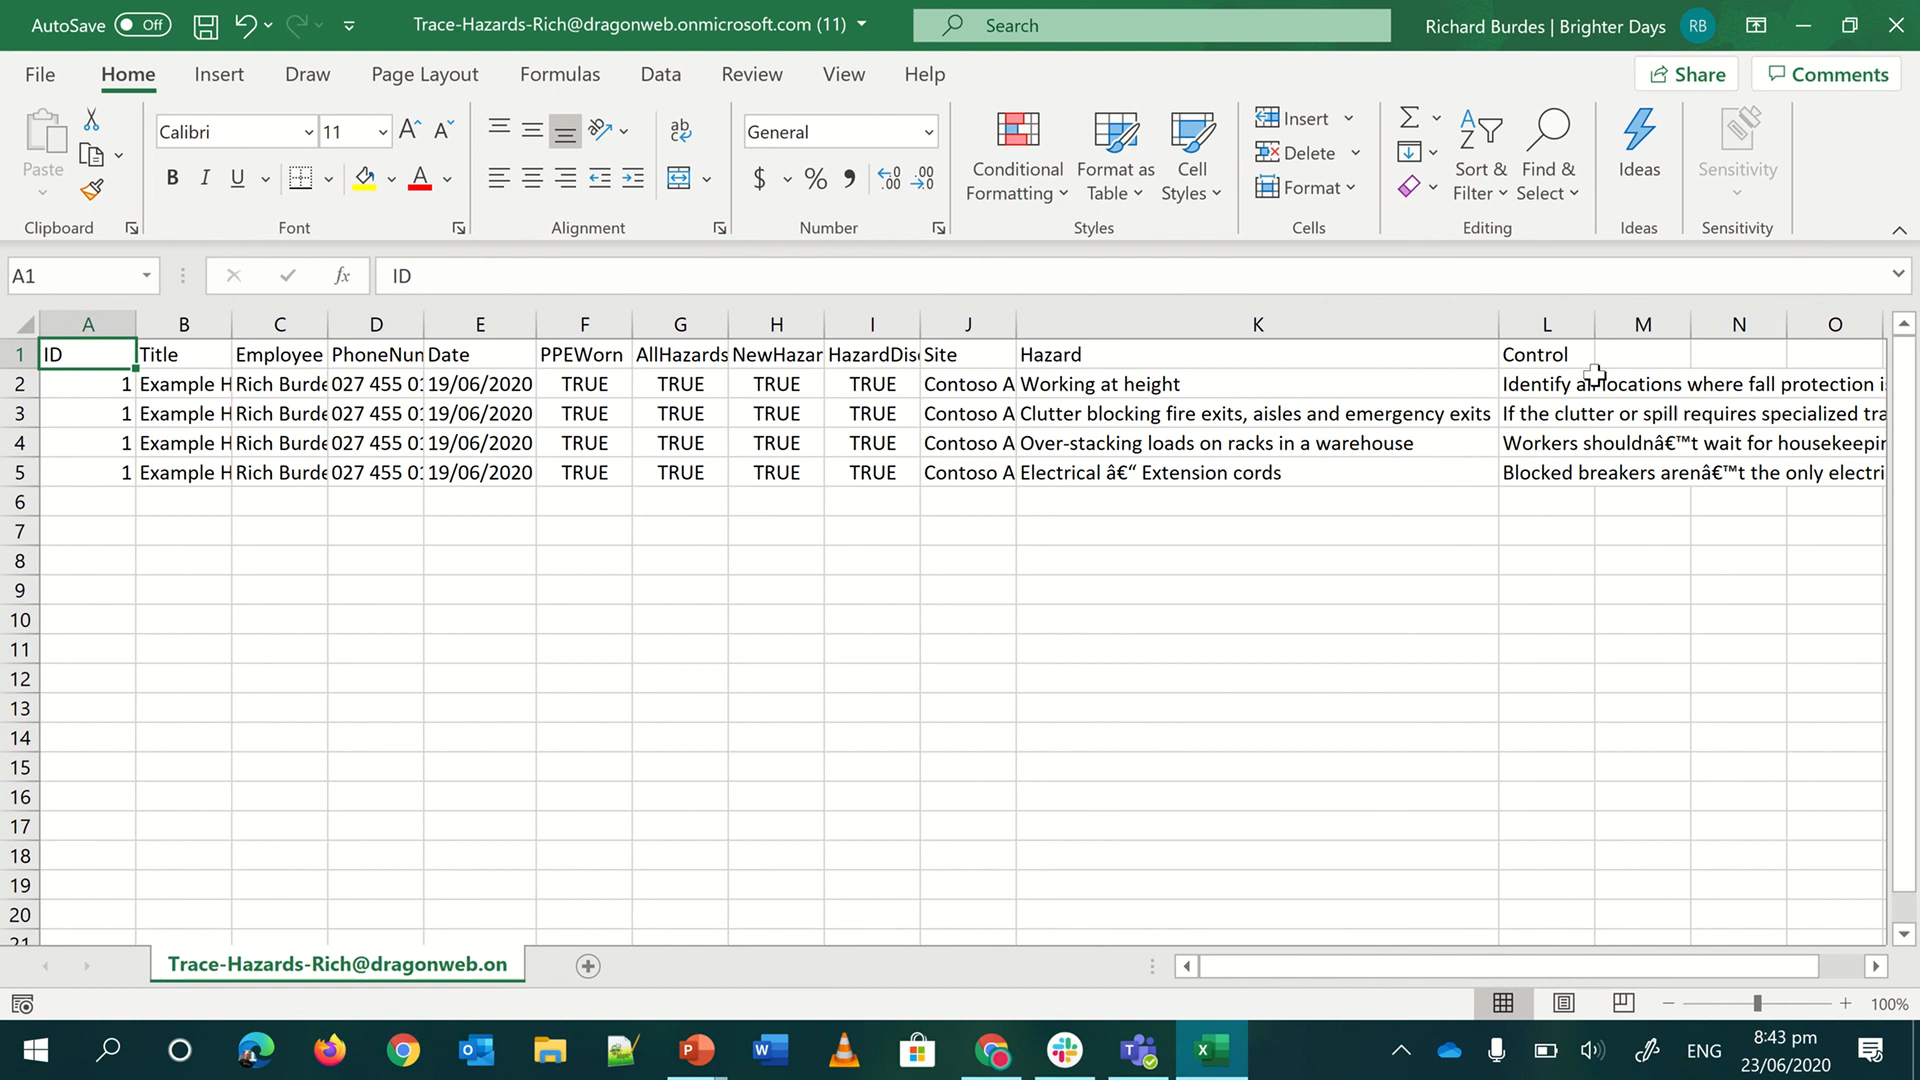 AutoSave Off Trace-Hazards-Rich@dragonweb.onmicrosoft.com (11) Search Richard Burdes | Brighter Days RB
File Home Insert Draw Page Layout Formulas Data Review View Help Share Comments
Paste Calibri 11 General Conditional Formatting Format as Table Cell Styles Insert Delete Format Sort & Filter Find & Select Ideas Sensitivity
Clipboard Font Alignment Number Styles Cells Editing Ideas Sensitivity
A1 fx ID
A B C D E F G H I J K L M N O
1 ID Title Employee PhoneNun Date PPEWorn AllHazards NewHazar HazardDis Site Hazard Control
2 1 Example H Rich Burde 027 455 01 19/06/2020 TRUE TRUE TRUE TRUE Contoso A Working at height Identify all locations where fall protection is
3 1 Example H Rich Burde 027 455 01 19/06/2020 TRUE TRUE TRUE TRUE Contoso A Clutter blocking fire exits, aisles and emergency exits If the clutter or spill requires specialized tra
4 1 Example H Rich Burde 027 455 01 19/06/2020 TRUE TRUE TRUE TRUE Contoso A Over-stacking loads on racks in a warehouse Workers shouldnâ€™t wait for housekeepin
5 1 Example H Rich Burde 027 455 01 19/06/2020 TRUE TRUE TRUE TRUE Contoso A Electrical â€“ Extension cords Blocked breakers arenâ€™t the only electri
6
7
8
9
10
11
12
13
14
15
16
17
18
19
20
21
Trace-Hazards-Rich@dragonweb.on
100%
ENG 8:43 pm
23/06/2020